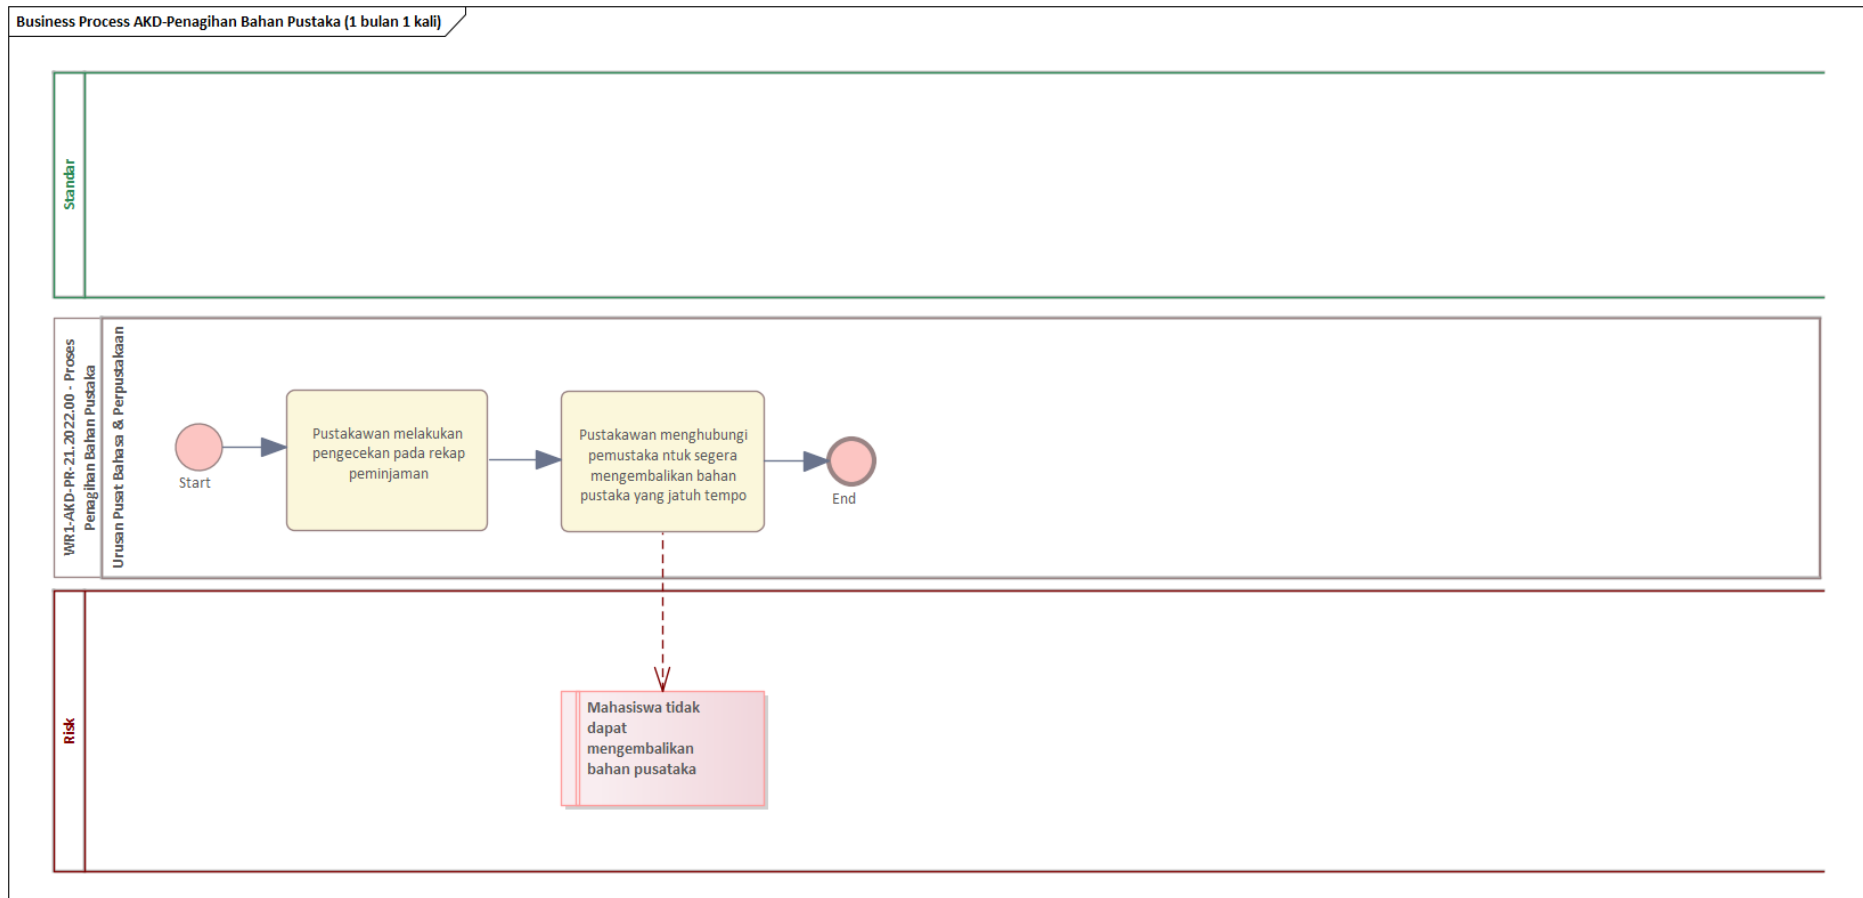 Business Process AKD-Penagihan Bahan Pustaka (1 bulan 1 kali)
Standar
WR1-AKD-PR-21.2022.00 - Proses
Penagihan Bahan Pustaka
Urusan Pusat Bahasa & Perpustakaan
Start
Pustakawan melakukan
pengecekan pada rekap
peminjaman
Pustakawan menghubungi
pemustaka ntuk segera
mengembalikan bahan
pustaka yang jatuh tempo
End
Risk
Mahasiswa tidak
dapat
mengembalikan
bahan pusataka